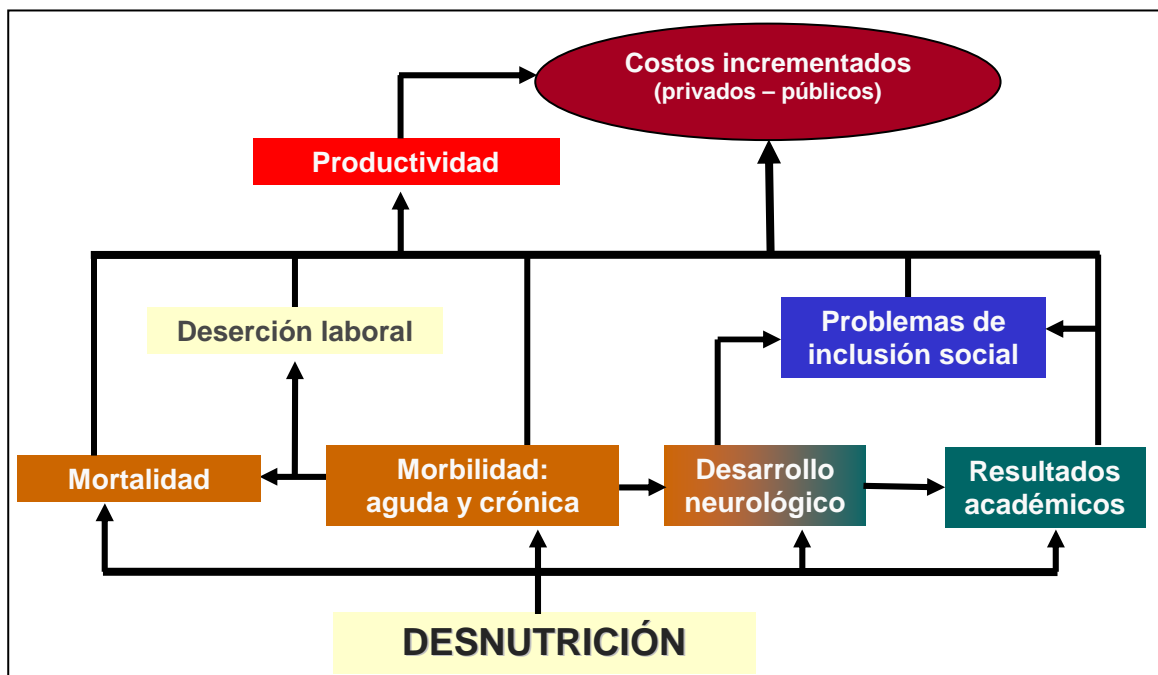 Costos incrementados
(privados – públicos)
Productividad
Deserción laboral
Problemas de
inclusión social
Mortalidad
Morbilidad:
aguda y crónica
Desarrollo
neurológico
Resultados
académicos
DESNUTRICIÓN